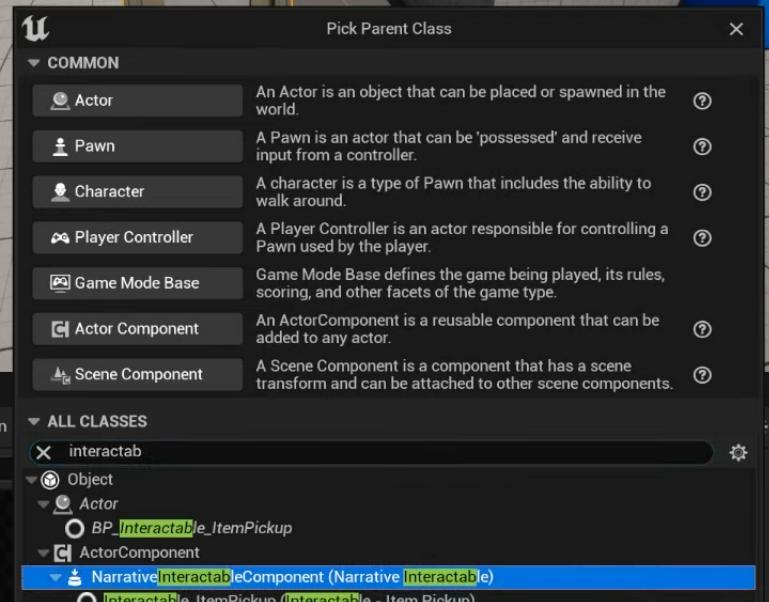 Pick Parent Class
COMMON
Actor
An Actor is an object that can be placed or spawned in the
world.
Pawn
A Pawn is an actor that can be 'possessed' and receive
input from a controller.
Character
A character is a type of Pawn that includes the ability to
walk around.
Player Controller
A Player Controller is an actor responsible for controlling a
Pawn used by the player.
Game Mode Base
Game Mode Base defines the game being played, its rules,
scoring, and other facets of the game type.
Actor Component
An ActorComponent is a reusable component that can be
added to any actor.
Scene Component
A Scene Component is a component that has a scene
transform and can be attached to other scene components.
n
ALL CLASSES
interactab
Object
Actor
BP_Interactable_ItemPickup
ActorComponent
NarrativeInteractableComponent (Narrative Interactable)
Interactable_ItemPickup (Interactable - Item Pickup)